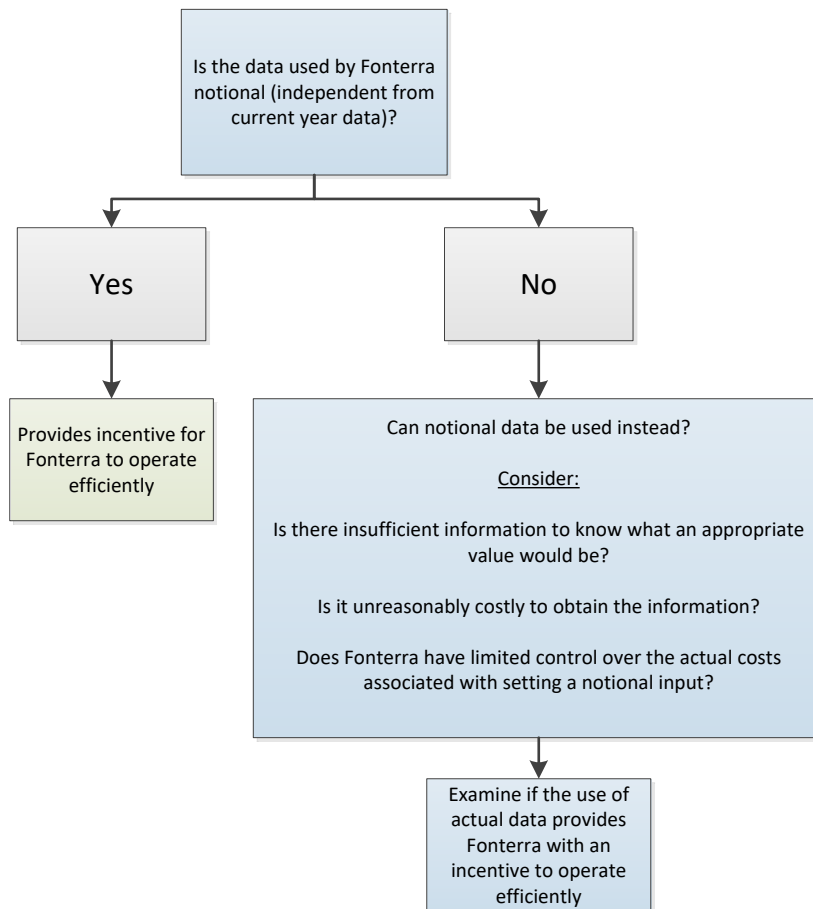 Is the data used by Fonterra
notional (independent from
current year data)?
Yes
No
Provides incentive for
Fonterra to operate
efficiently
Can notional data be used instead?
Consider:
Is there insufficient information to know what an appropriate
value would be?
Is it unreasonably costly to obtain the information?
Does Fonterra have limited control over the actual costs
associated with setting a notional input?
Examine if the use of
actual data provides
Fonterra with an
incentive to operate
efficiently